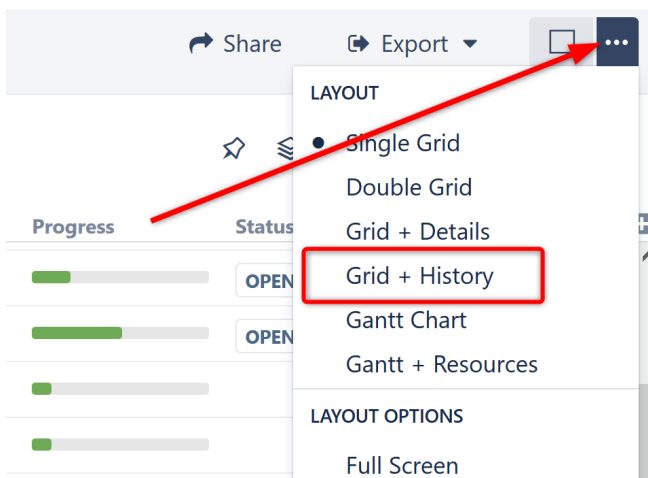 Share
Export
LAYOUT
Single Grid
Double Grid
Progress
Status
Grid + Details
Grid + History
OPEN
Gantt Chart
OPEN
Gantt + Resources
LAYOUT OPTIONS
Full Screen